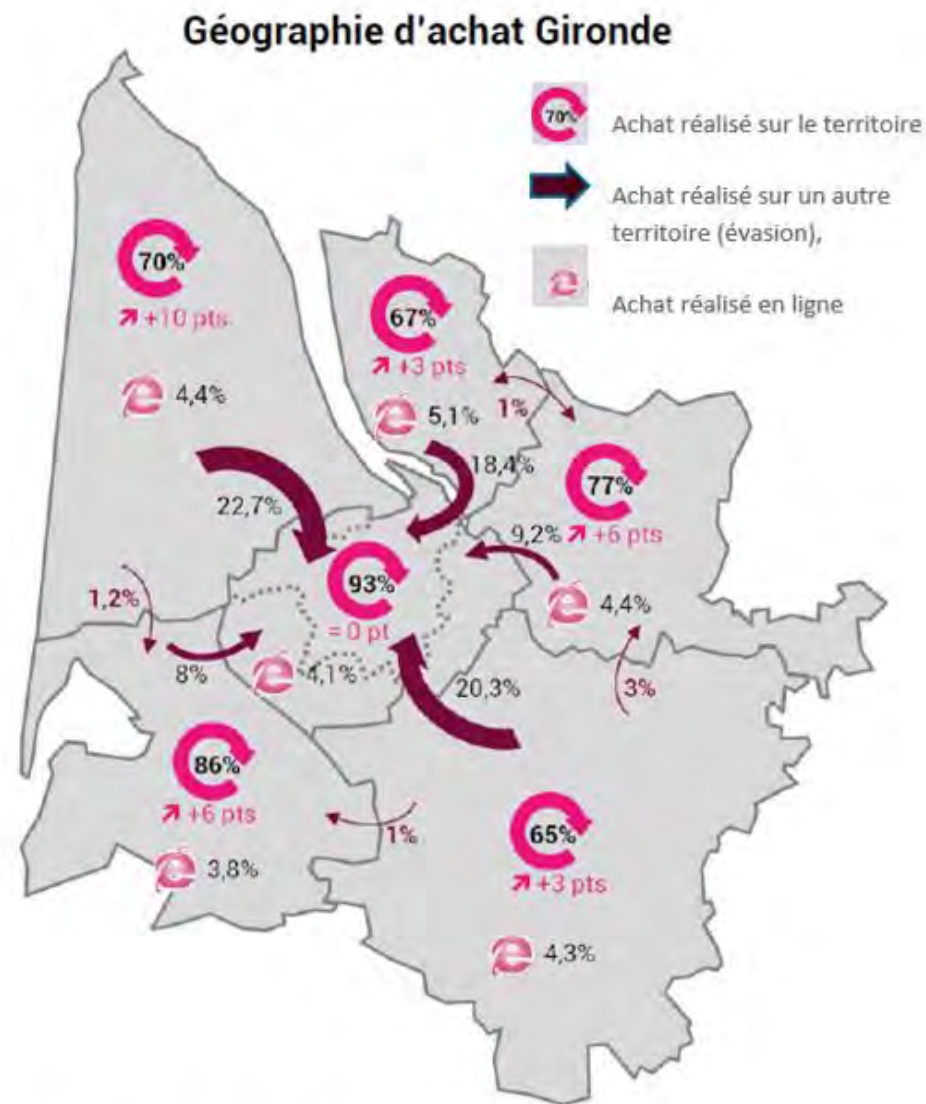 Géographie d'achat Gironde
70%
Achat réalisé sur le territoire
Achat réalisé sur un autre
territoire (évasion),
Achat réalisé en ligne
70%
+10 pts
4,4%
67%
+3 pts
5,1%
1%
18,4%
22,7%
77%
9,2%
+6 pts
4,4%
93%
= 0 pt
4,1%
1,2%
8%
20,3%
3%
86%
+6 pts
3,8%
1%
65%
+3 pts
4,3%